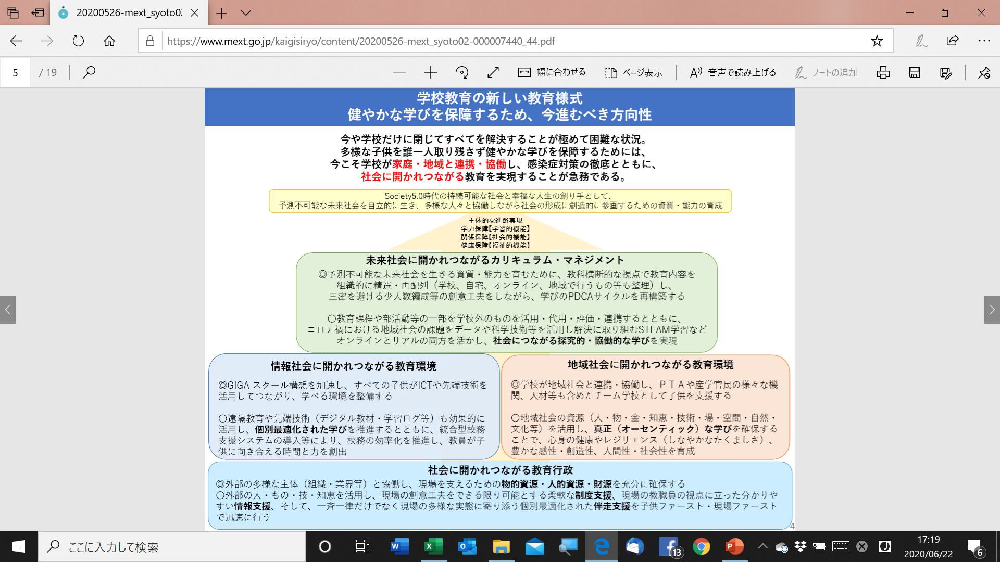 20200526-mext_syoto02
https://www.mext.go.jp/kaigisiryo/content/20200526-mext_syoto02-000007440_44.pdf
5 / 19
幅に合わせる
ページ表示
音声で読み上げる
ノートの追加
学校教育の新しい教育様式
健やかな学びを保障するため、今進むべき方向性
今や学校だけに閉じてすべてを解決することが極めて困難な状況。
多様な子供を誰一人取り残さず健やかな学びを保障するためには、
今こそ学校が家庭・地域と連携・協働し、感染症対策の徹底とともに、
社会に開かれつながる教育を実現することが急務である。
Society5.0時代の持続可能な社会と幸福な人生の創り手として、
予測不可能な未来社会を自立的に生き、多様な人々と協働しながら社会の形成に創造的に参画するための資質・能力の育成
主体的な進路実現
学力保障【学習的機能】
関係保障【社会的機能】
健康保障【福祉的機能】
未来社会に開かれつながるカリキュラム・マネジメント
◎予測不可能な未来社会を生きる資質・能力を育むために、教科横断的な視点で教育内容を
組織的に精選・再配列（学校、自宅、オンライン、地域で行うもの等も整理）し、
三密を避ける少人数編成等の創意工夫をしながら、学びのPDCAサイクルを再構築する
〇教育課程や部活動等の一部を学校外のものを活用・代用・評価・連携するとともに、
コロナ禍における地域社会の課題をデータや科学技術等を活用し解決に取り組むSTEAM学習など
オンラインとリアルの両方を活かし、社会につながる探究的・協働的な学びを実現
情報社会に開かれつながる教育環境
◎GIGA スクール構想を加速し、すべての子供がICTや先端技術を
活用してつながり、学べる環境を整備する
〇遠隔教育や先端技術（デジタル教材・学習ログ等）も効果的に
活用し、個別最適化された学びを推進するとともに、統合型校務
支援システムの導入等により、校務の効率化を推進し、教員が子
供に向き合える時間と力を創出
地域社会に開かれつながる教育環境
◎学校が地域社会と連携・協働し、ＰＴＡや産学官民の様々な機
関、人材等も含めたチーム学校として子供を支援する
〇地域社会の資源（人・物・金・知恵・技術・場・空間・自然・
文化等）を活用し、真正（オーセンティック）な学びを確保する
ことで、心身の健康やレジリエンス（しなやかなたくましさ）、
豊かな感性・創造性、人間性・社会性を育成
社会に開かれつながる教育行政
◎外部の多様な主体（組織・業界等）と協働し、現場を支えるための物的資源・人的資源・財源を充分に確保する
〇外部の人・もの・技・知恵を活用し、現場の創意工夫をできる限り可能とする柔軟な制度支援、現場の教職員の視点に立った分かりや
すい情報支援、そして、一斉一律だけでなく現場の多様な実態に寄り添う個別最適化された伴走支援を子供ファースト・現場ファースト
で迅速に行う
4
ここに入力して検索
13
17:19
2020/06/22
6